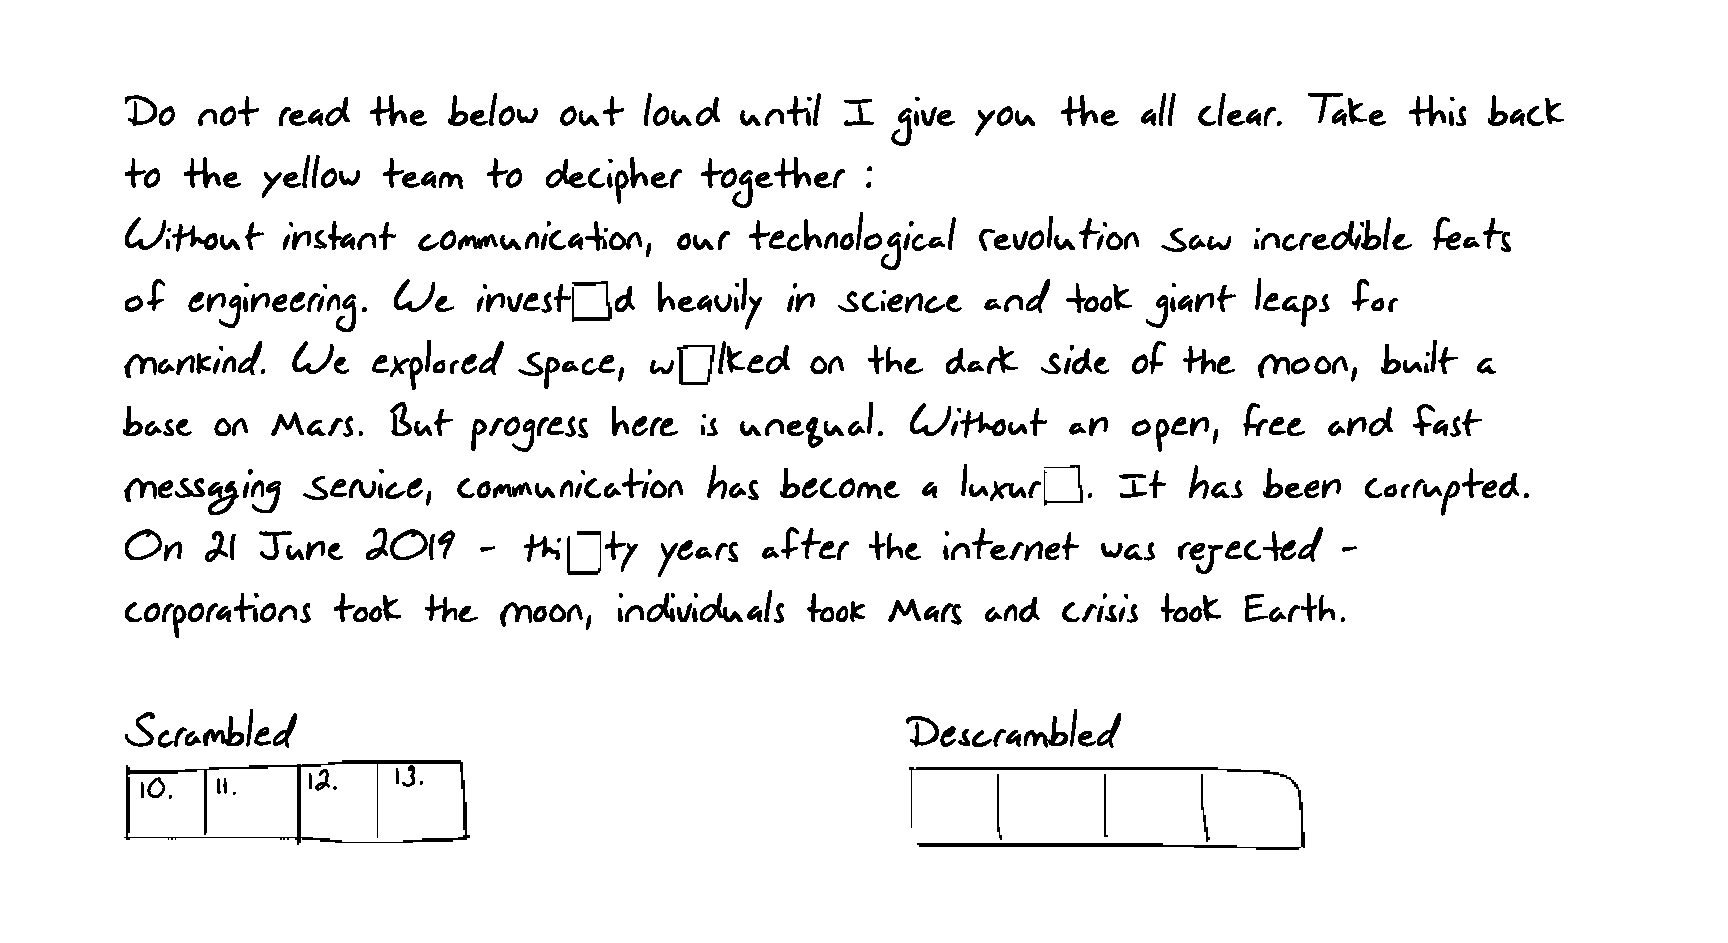 Do not read the below out loud until I give you the all clear. Take this back
to the yellow team to decipher together :
Without instant communication, our technological revolution saw incredible feats
of engineering. We invest□d heavily in science and took giant leaps for
mankind. We explored space, w□lked on the dark side of the moon, built a
base on Mars. But progress here is unequal. Without an open, free and fast
messaging service, communication has become a luxur□. It has been corrupted.
On 21 June 2019 - thi□ty years after the internet was rejected -
corporations took the moon, individuals took Mars and crisis took Earth.
Scrambled Descrambled
10. 11. 12. 13.